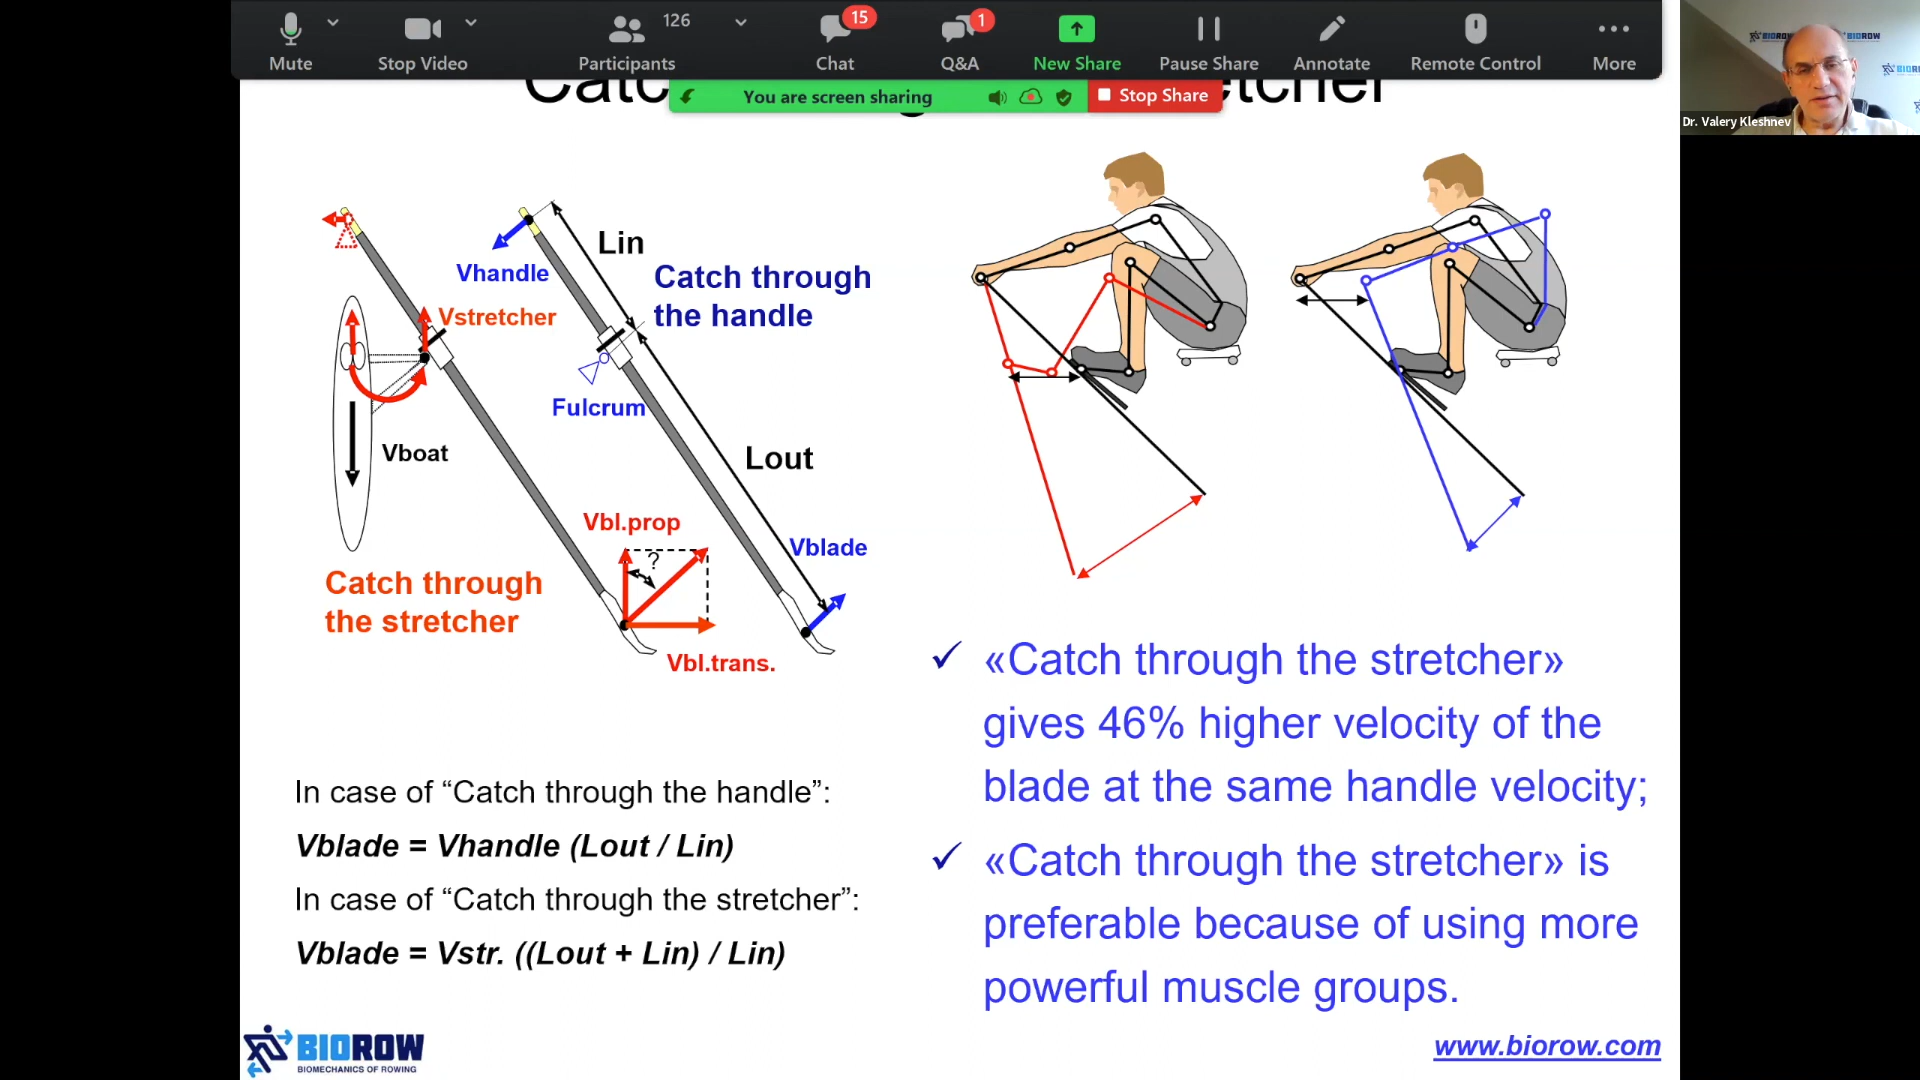 126
15
1
Mute
Stop Video
Participants
Chat
Q&A
New Share
Pause Share
Annotate
Remote Control
More
You are screen sharing
Stop Share
BIOROW
BIOROW
Dr. Valery Kleshnev
Lin
Vhandle
Catch through
the handle
Vstretcher
Fulcrum
Vboat
Lout
Vbl.prop
?
Vblade
Catch through
the stretcher
Vbl.trans.
«Catch through the stretcher»
gives 46% higher velocity of the
blade at the same handle velocity;
«Catch through the stretcher» is
preferable because of using more
powerful muscle groups.
In case of “Catch through the handle”:
Vblade = Vhandle (Lout / Lin)
In case of “Catch through the stretcher”:
Vblade = Vstr. ((Lout + Lin) / Lin)
BIOROW
BIOMECHANICS OF ROWING
www.biorow.com